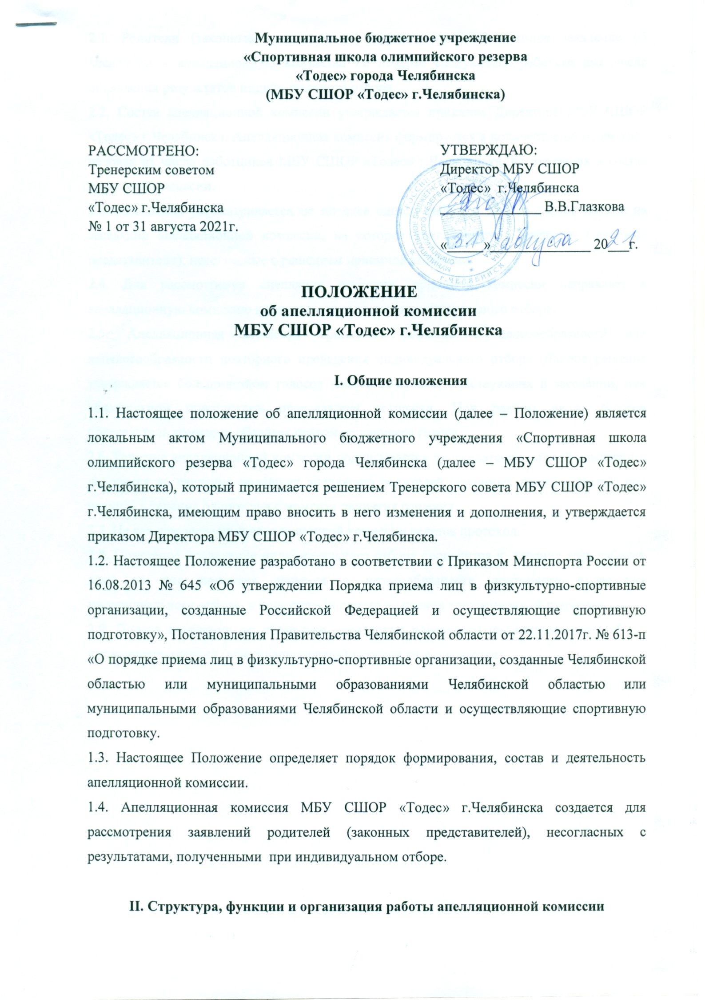 Муниципальное бюджетное учреждение
«Спортивная школа олимпийского резерва
«Тодес» города Челябинска
(МБУ СШОР «Тодес» г.Челябинска)
РАССМОТРЕНО:
Тренерским советом
МБУ СШОР
«Тодес» г.Челябинска
№ 1 от 31 августа 2021г.
УТВЕРЖДАЮ:
Директор МБУ СШОР
«Тодес» г.Челябинска
______________ В.В.Глазкова
«31» августа 2021г.
г.ЧЕЛЯБИНСК
ПОЛОЖЕНИЕ
об апелляционной комиссии
МБУ СШОР «Тодес» г.Челябинска
I. Общие положения
1.1. Настоящее положение об апелляционной комиссии (далее – Положение) является
локальным актом Муниципального бюджетного учреждения «Спортивная школа
олимпийского резерва «Тодес» города Челябинска (далее – МБУ СШОР «Тодес»
г.Челябинска), который принимается решением Тренерского совета МБУ СШОР «Тодес»
г.Челябинска, имеющим право вносить в него изменения и дополнения, и утверждается
приказом Директора МБУ СШОР «Тодес» г.Челябинска.
1.2. Настоящее Положение разработано в соответствии с Приказом Минспорта России от
16.08.2013 № 645 «Об утверждении Порядка приема лиц в физкультурно-спортивные
организации, созданные Российской Федерацией и осуществляющие спортивную
подготовку», Постановления Правительства Челябинской области от 22.11.2017г. № 613-п
«О порядке приема лиц в физкультурно-спортивные организации, созданные Челябинской
областью или муниципальными образованиями Челябинской областью или
муниципальными образованиями Челябинской области и осуществляющие спортивную
подготовку.
1.3. Настоящее Положение определяет порядок формирования, состав и деятельность
апелляционной комиссии.
1.4. Апелляционная комиссия МБУ СШОР «Тодес» г.Челябинска создается для
рассмотрения заявлений родителей (законных представителей), несогласных с
результатами, полученными при индивидуальном отборе.
II. Структура, функции и организация работы апелляционной комиссии